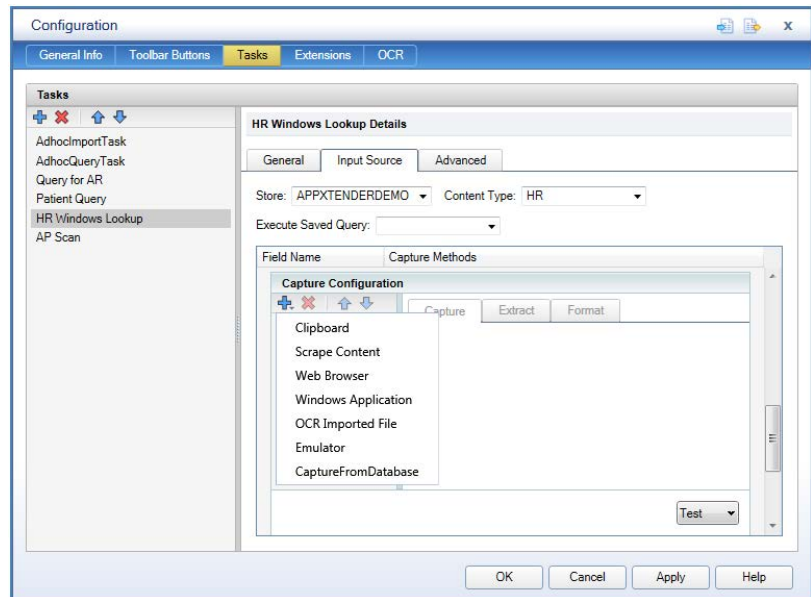 Configuration
X
General Info Toolbar Buttons Tasks Extensions OCR
Tasks
AdhocImportTask
AdhocQueryTask
Query for AR
Patient Query
HR Windows Lookup
AP Scan
HR Windows Lookup Details
General Input Source Advanced
Store: APPXTENDERDEMO Content Type: HR
Execute Saved Query:
Field Name Capture Methods
Capture Configuration
Capture Extract Format
Clipboard
Scrape Content
Web Browser
Windows Application
OCR Imported File
Emulator
CaptureFromDatabase
Test
OK Cancel Apply Help